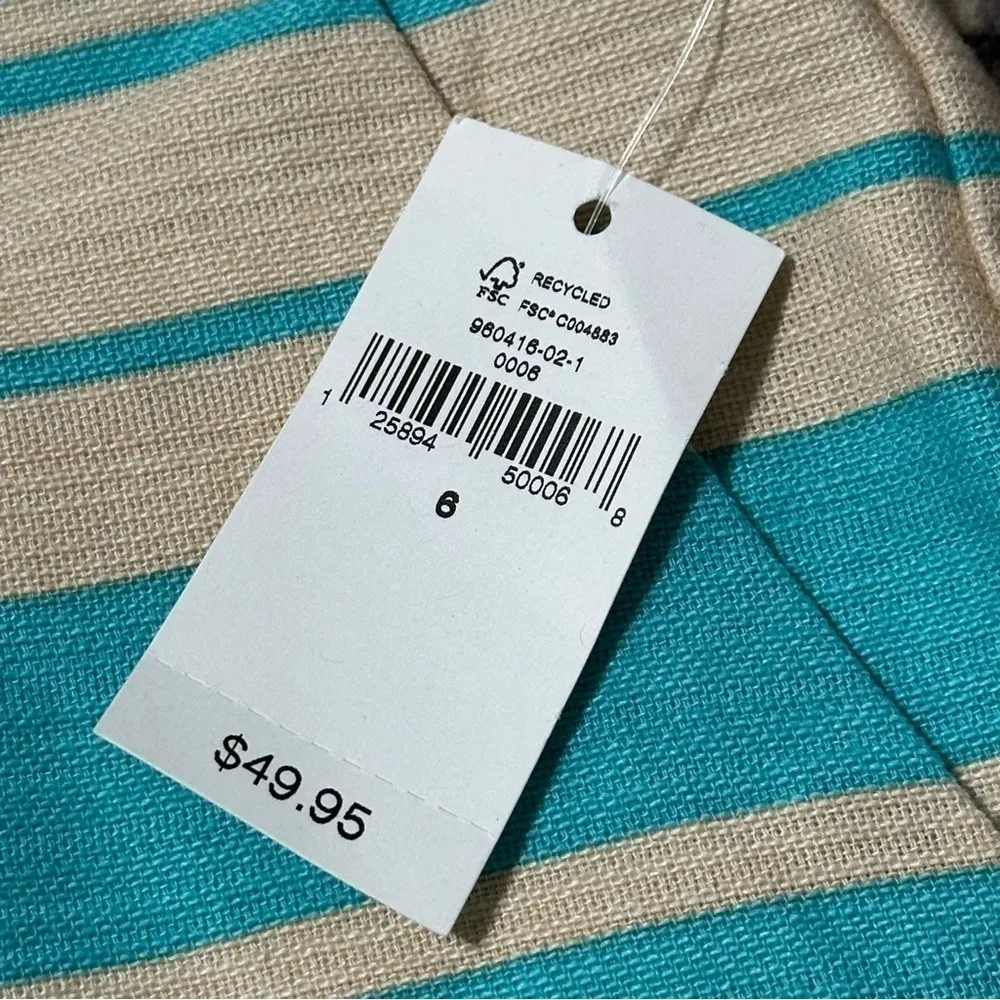 FSC RECYCLED
FSC® C004883
960416-02-1
0006
1 25894 50006 8
6
$49.95